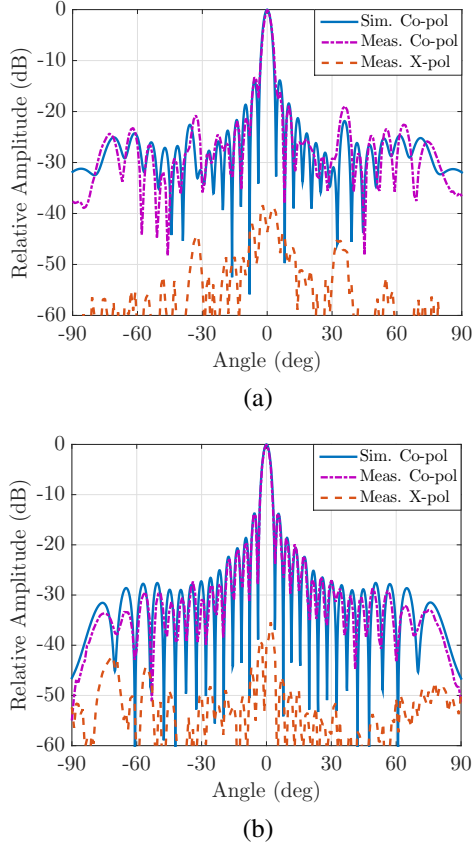 0
-10
-20
-30
-40
-50
-60
Relative Amplitude (dB)
Sim. Co-pol
Meas. Co-pol
Meas. X-pol
-90 -60 -30 0 30 60 90
Angle (deg)
(a)
0
-10
-20
-30
-40
-50
-60
Relative Amplitude (dB)
Sim. Co-pol
Meas. Co-pol
Meas. X-pol
-90 -60 -30 0 30 60 90
Angle (deg)
(b)